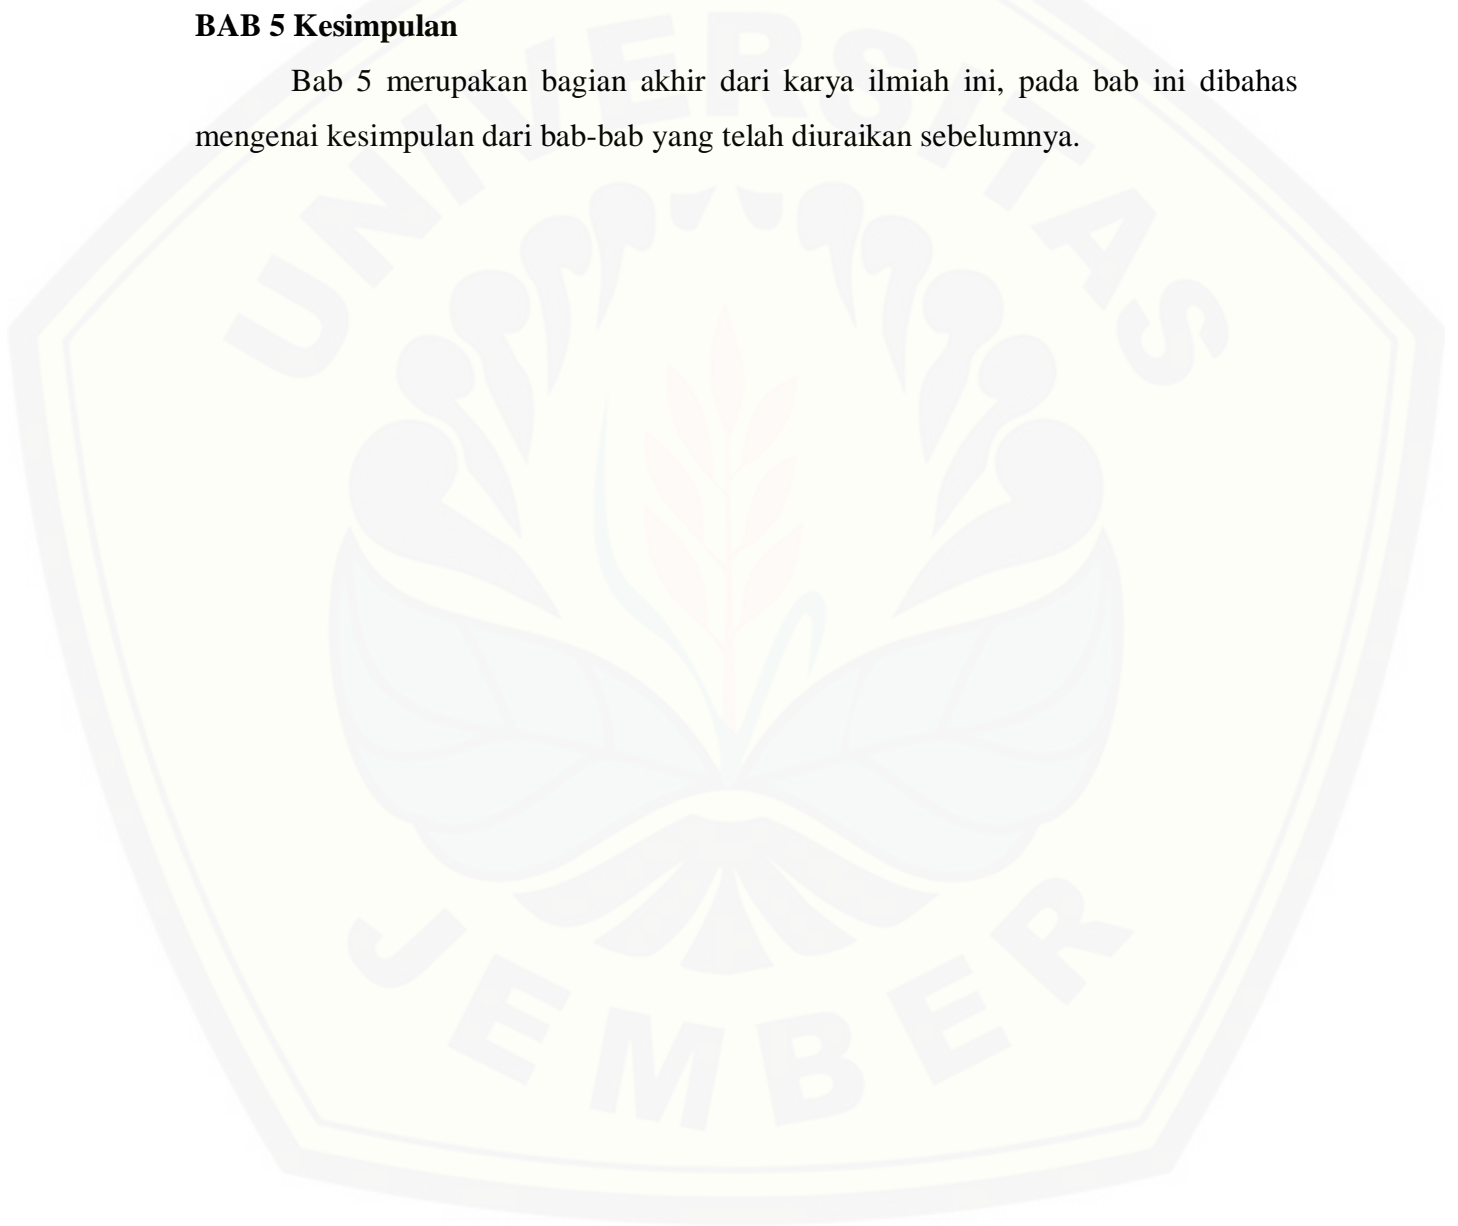 BAB 5 Kesimpulan
Bab 5 merupakan bagian akhir dari karya ilmiah ini, pada bab ini dibahas
mengenai kesimpulan dari bab-bab yang telah diuraikan sebelumnya.
UNIVERSITAS
JEMBER